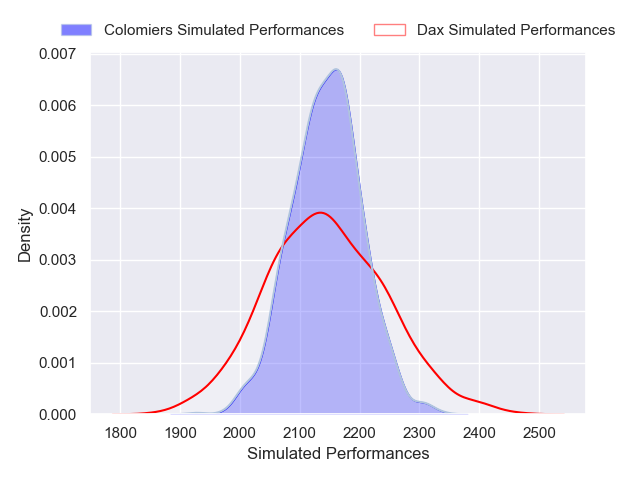 Colomiers Simulated Performances Dax Simulated Performances
0.007
0.006
0.005
0.004
0.003
0.002
0.001
0.000
Density
1800 1900 2000 2100 2200 2300 2400 2500
Simulated Performances